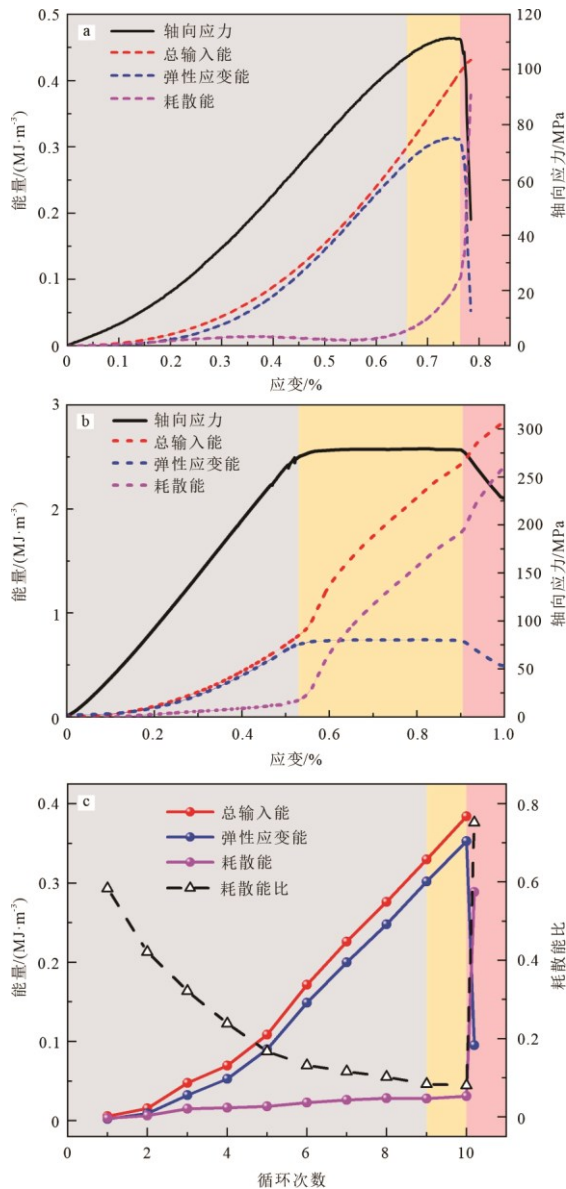 a
轴向应力
总输入能
弹性应变能
耗散能
0.5
0.4
0.3
0.2
0.1
0
能量/(MJ·m⁻³)
120
100
80
60
40
20
0
轴向应力/MPa
0 0.1 0.2 0.3 0.4 0.5 0.6 0.7 0.8
应变/%
b
轴向应力
总输入能
弹性应变能
耗散能
3
2
1
0
能量/(MJ·m⁻³)
300
250
200
150
100
50
0
轴向应力/MPa
0 0.2 0.4 0.6 0.8 1.0
应变/%
c
总输入能
弹性应变能
耗散能
耗散能比
0.4
0.3
0.2
0.1
0
能量/(MJ·m⁻³)
0.8
0.6
0.4
0.2
0
耗散能比
0 2 4 6 8 10
循环次数